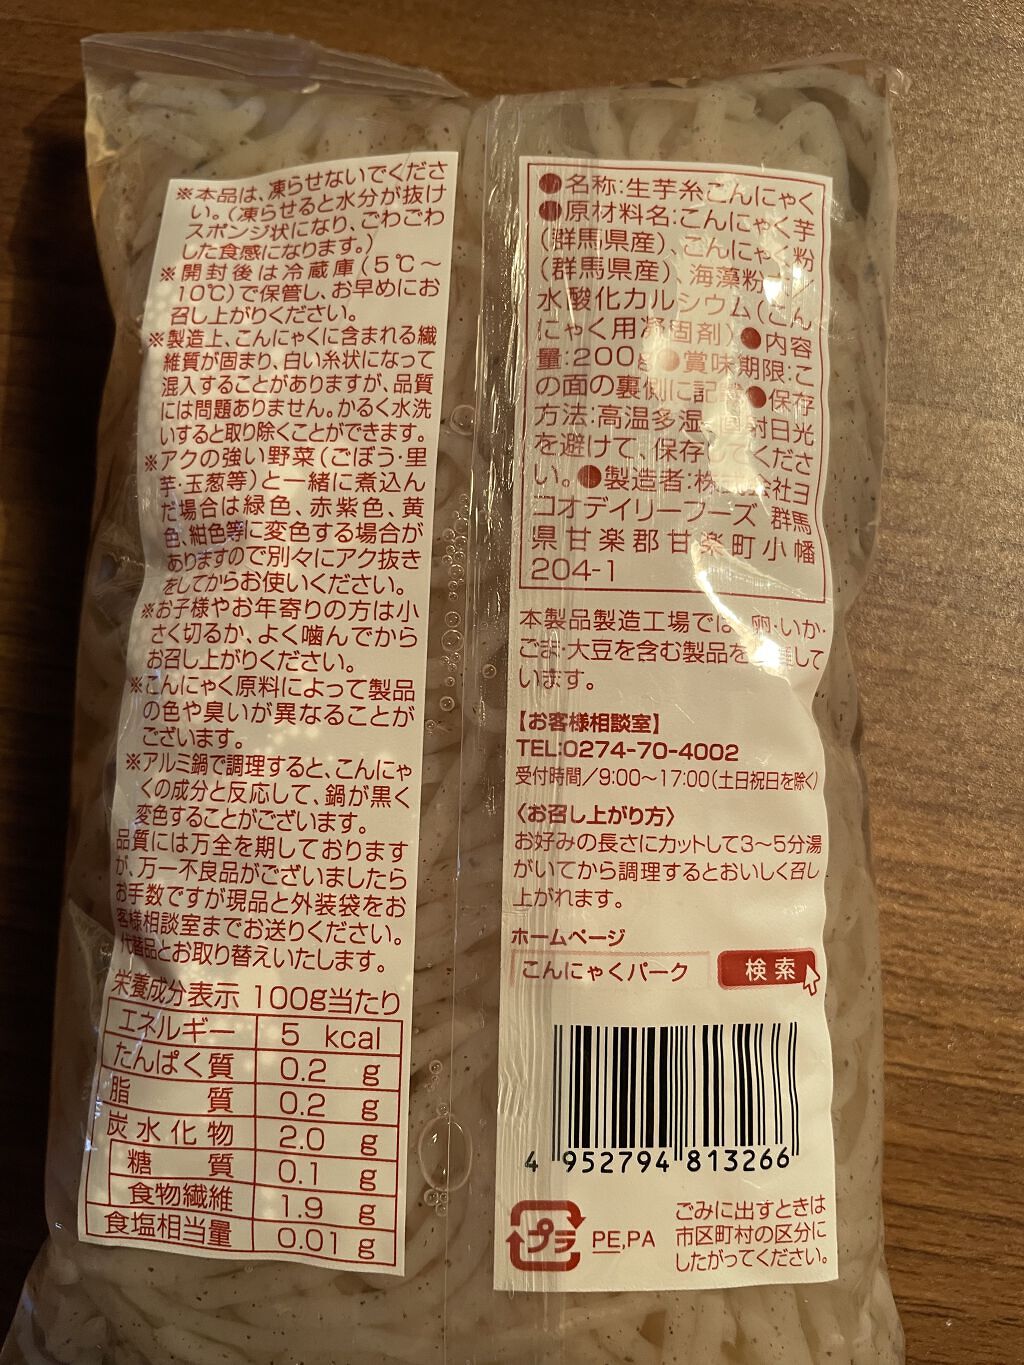 ※本品は、凍らせないでくださ
い。(凍らせると水分が抜け
スポンジ状になり、ごわごわ
した食感になります。)
※開封後は冷蔵庫(5℃〜
10℃)で保管し、お早めにお
召し上がりください。
※製造上、こんにゃくに含まれる繊
維質が固まり、白い糸状になって
混入することがありますが、品質
には問題ありません。かるく水洗
いすると取り除くことができます。
※アクの強い野菜(ごぼう・里
芋・玉葱等)と一緒に煮込ん
だ場合は緑色、赤紫色、黄
色、紺色等に変色する場合が
ありますので別々にアク抜き
をしてからお使いください。
※お子様やお年寄りの方は小
さく切るか、よく噛んでから
お召し上がりください。
※こんにゃく原料によって製品
の色や臭いが異なることが
ございます。
※アルミ鍋で調理すると、こんにゃ
くの成分と反応して、鍋が黒く
変色することがございます。
品質には万全を期しております
が、万一不良品がございましたら
お手数ですが現品と外装袋をお
客様相談室までお送りください。
代替品とお取り替えいたします。
栄養成分表示 100g当たり
エネルギー 5 kcal
たんぱく質 0.2 g
脂質 0.2 g
炭水化物 2.0 g
糖質 0.1 g
食物繊維 1.9 g
食塩相当量 0.01 g
●名称:生芋糸こんにゃく
●原材料名:こんにゃく芋
(群馬県産)、こんにゃく粉
(群馬県産)、海藻粉
水酸化カルシウム(こん
にゃく用凝固剤)●内容
量:200g●賞味期限:こ
の面の裏側に記載●保存
方法:高温多湿 射日光
を避けて、保存してくださ
い。●製造者:株式会社ヨ
コオデイリーフーズ 群馬
県甘楽郡甘楽町小幡
204-1
本製品製造工場では、卵・いか・
ごま・大豆を含む製品を して
います。
【お客様相談室】
TEL:0274-70-4002
受付時間/9:00〜17:00(土日祝日を除く)
〈お召し上がり方〉
お好みの長さにカットして3〜5分湯
がいてから調理するとおいしく召し
上がれます。
ホームページ
こんにゃくパーク 検索
4 952794 813266
プラ PE,PA
ごみに出すときは
市区町村の区分に
したがってください。